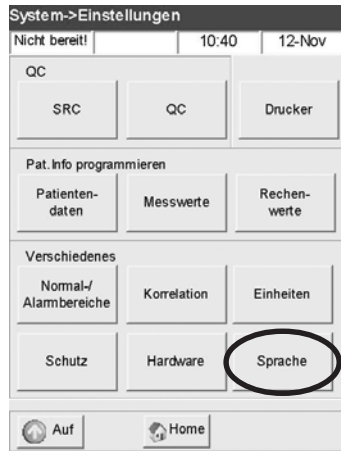 System->Einstellungen
Nicht bereit! 10:40 12-Nov
QC
SRC QC Drucker
Pat.Info programmieren
Patienten- Messwerte Rechen-
daten werte
Verschiedenes
Normal-/ Korrelation Einheiten
Alarmbereiche
Schutz Hardware Sprache
Auf Home